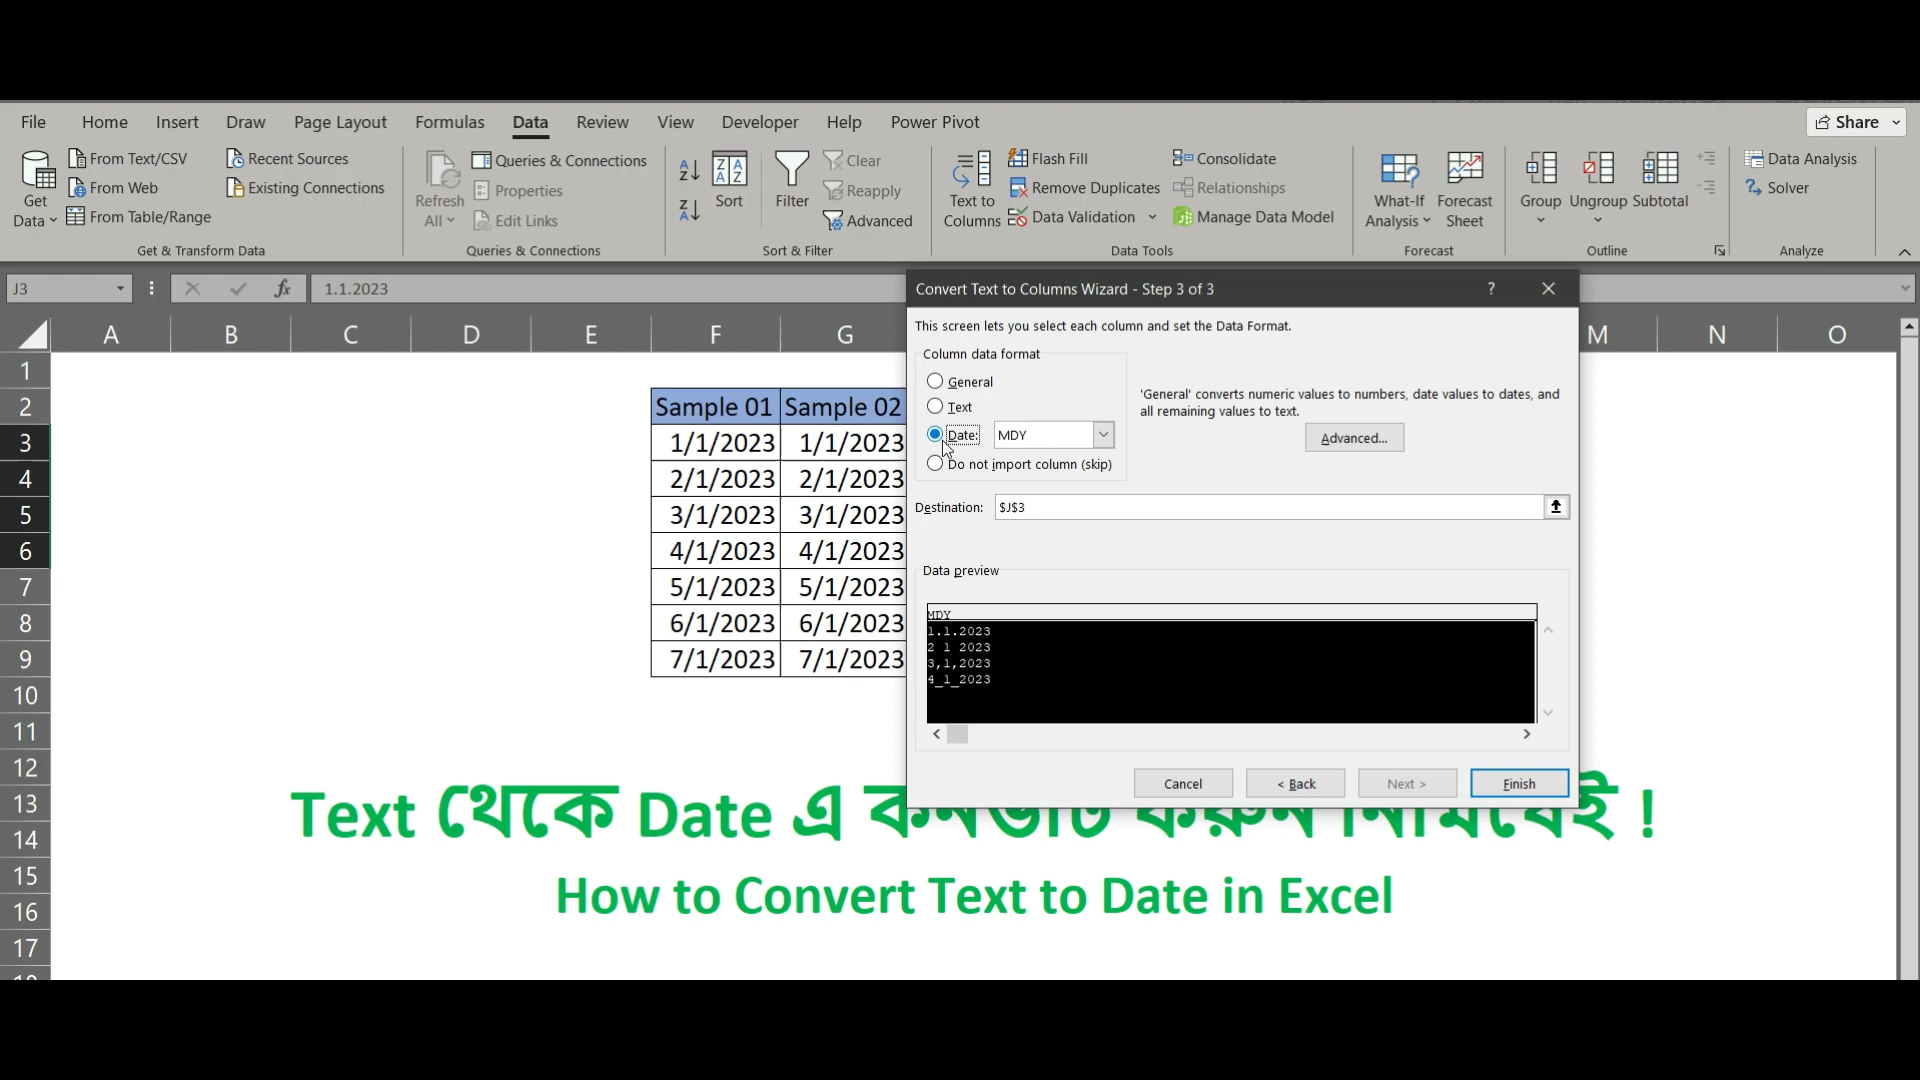 File Home Insert Draw Page Layout Formulas Data Review View Developer Help Power Pivot Share
Get Data
From Text/CSV
From Web
From Table/Range
Recent Sources
Existing Connections
Get & Transform Data
Refresh All
Queries & Connections
Properties
Edit Links
Queries & Connections
Sort
Filter
Clear
Reapply
Advanced
Sort & Filter
Text to Columns
Flash Fill
Remove Duplicates
Data Validation
Consolidate
Relationships
Manage Data Model
Data Tools
What-If Analysis
Forecast Sheet
Forecast
Group
Ungroup
Subtotal
Outline
Data Analysis
Solver
Analyze
J3 fx 1.1.2023
A B C D E F G M N O
1
2 Sample 01 Sample 02
3 1/1/2023 1/1/2023
4 2/1/2023 2/1/2023
5 3/1/2023 3/1/2023
6 4/1/2023 4/1/2023
7 5/1/2023 5/1/2023
8 6/1/2023 6/1/2023
9 7/1/2023 7/1/2023
10
11
12
13
14
15
16
17
Convert Text to Columns Wizard - Step 3 of 3 ?
This screen lets you select each column and set the Data Format.
Column data format
General
Text
Date: MDY
Do not import column (skip)
'General' converts numeric values to numbers, date values to dates, and
all remaining values to text.
Advanced...
Destination: $J$3
Data preview
MDY
1.1.2023
2 1 2023
3,1,2023
4_1_2023
Cancel < Back Next > Finish
Text থেকে Date এ !
How to Convert Text to Date in Excel